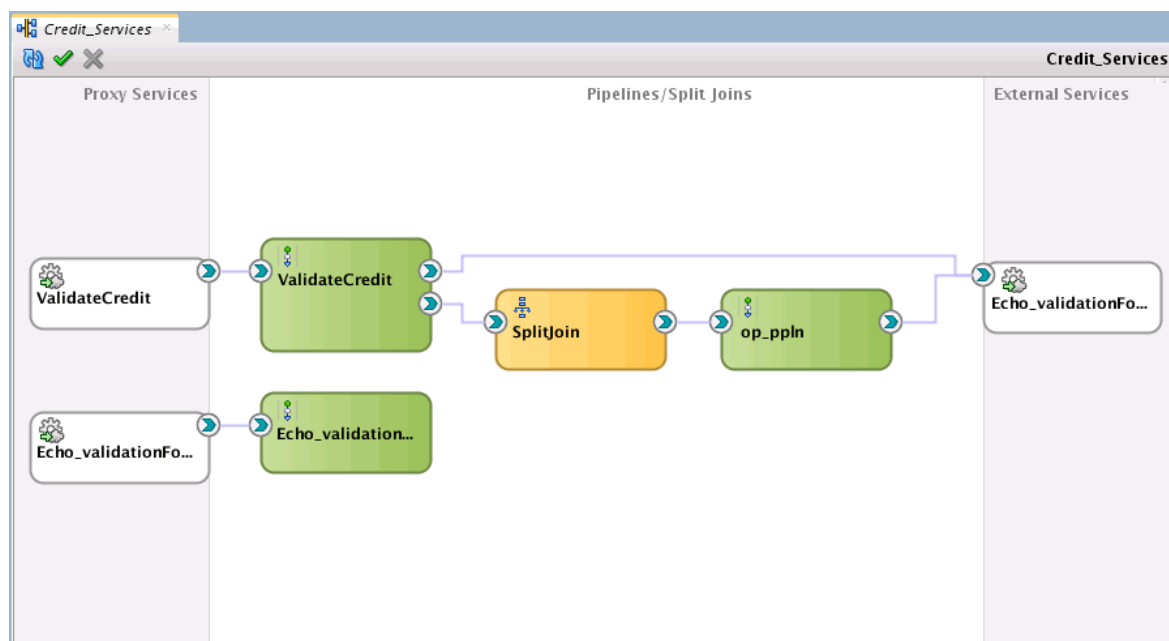 Credit_Services
Credit_Services
Proxy Services
Pipelines/Split Joins
External Services
ValidateCredit
ValidateCredit
SplitJoin
op_ppln
Echo_validationFo...
Echo_validationFo...
Echo_validation...